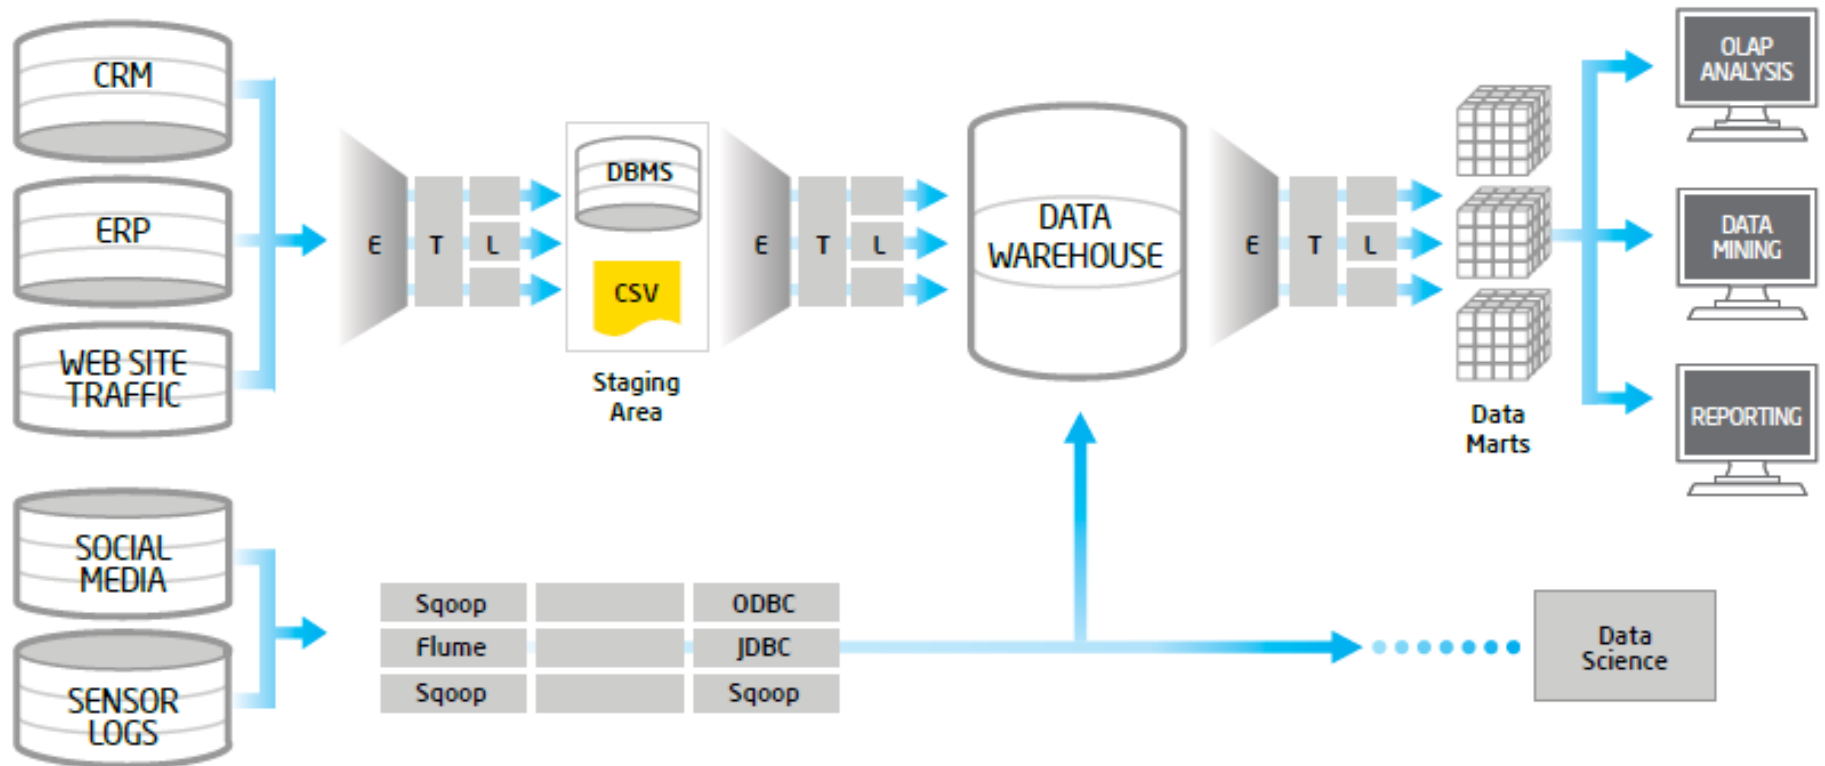 CRM
ERP
WEB SITE
TRAFFIC
E T L
DBMS
CSV
Staging
Area
E T L
DATA
WAREHOUSE
E T L
Data
Marts
OLAP
ANALYSIS
DATA
MINING
REPORTING
SOCIAL
MEDIA
SENSOR
LOGS
Sqoop
ODBC
Flume
JDBC
Sqoop
Sqoop
Data
Science